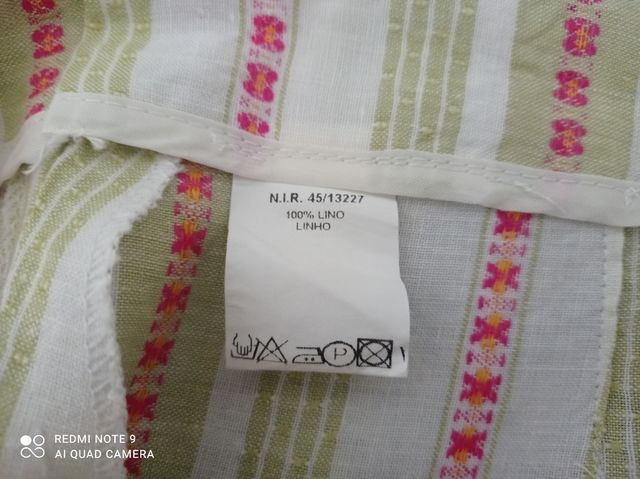 N.I.R. 45/13227
100% LINO
LINHO
P
REDMI NOTE 9
AI QUAD CAMERA